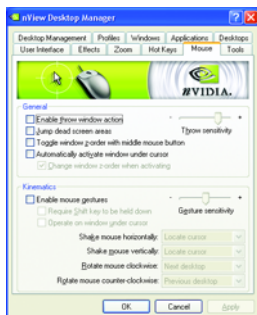 nView Desktop Manager
Desktop Management Profiles Windows Applications Desktops
User Interface Effects Zoom Hot Keys Mouse Tools
NVIDIA.
General
Enable throw window action
Jump dead screen areas
Throw sensitivity
Toggle window z-order with middle mouse button
Automatically activate window under cursor
Change window z-order when activating
Kinematics
Enable mouse gestures
Require Shift key to be held down
Gesture sensitivity
Operate on window under cursor
Shake mouse horizontally: Locate cursor
Shake mouse vertically: Locate cursor
Rotate mouse clockwise: Next desktop
Rotate mouse counter-clockwise: Previous desktop
OK Cancel Apply